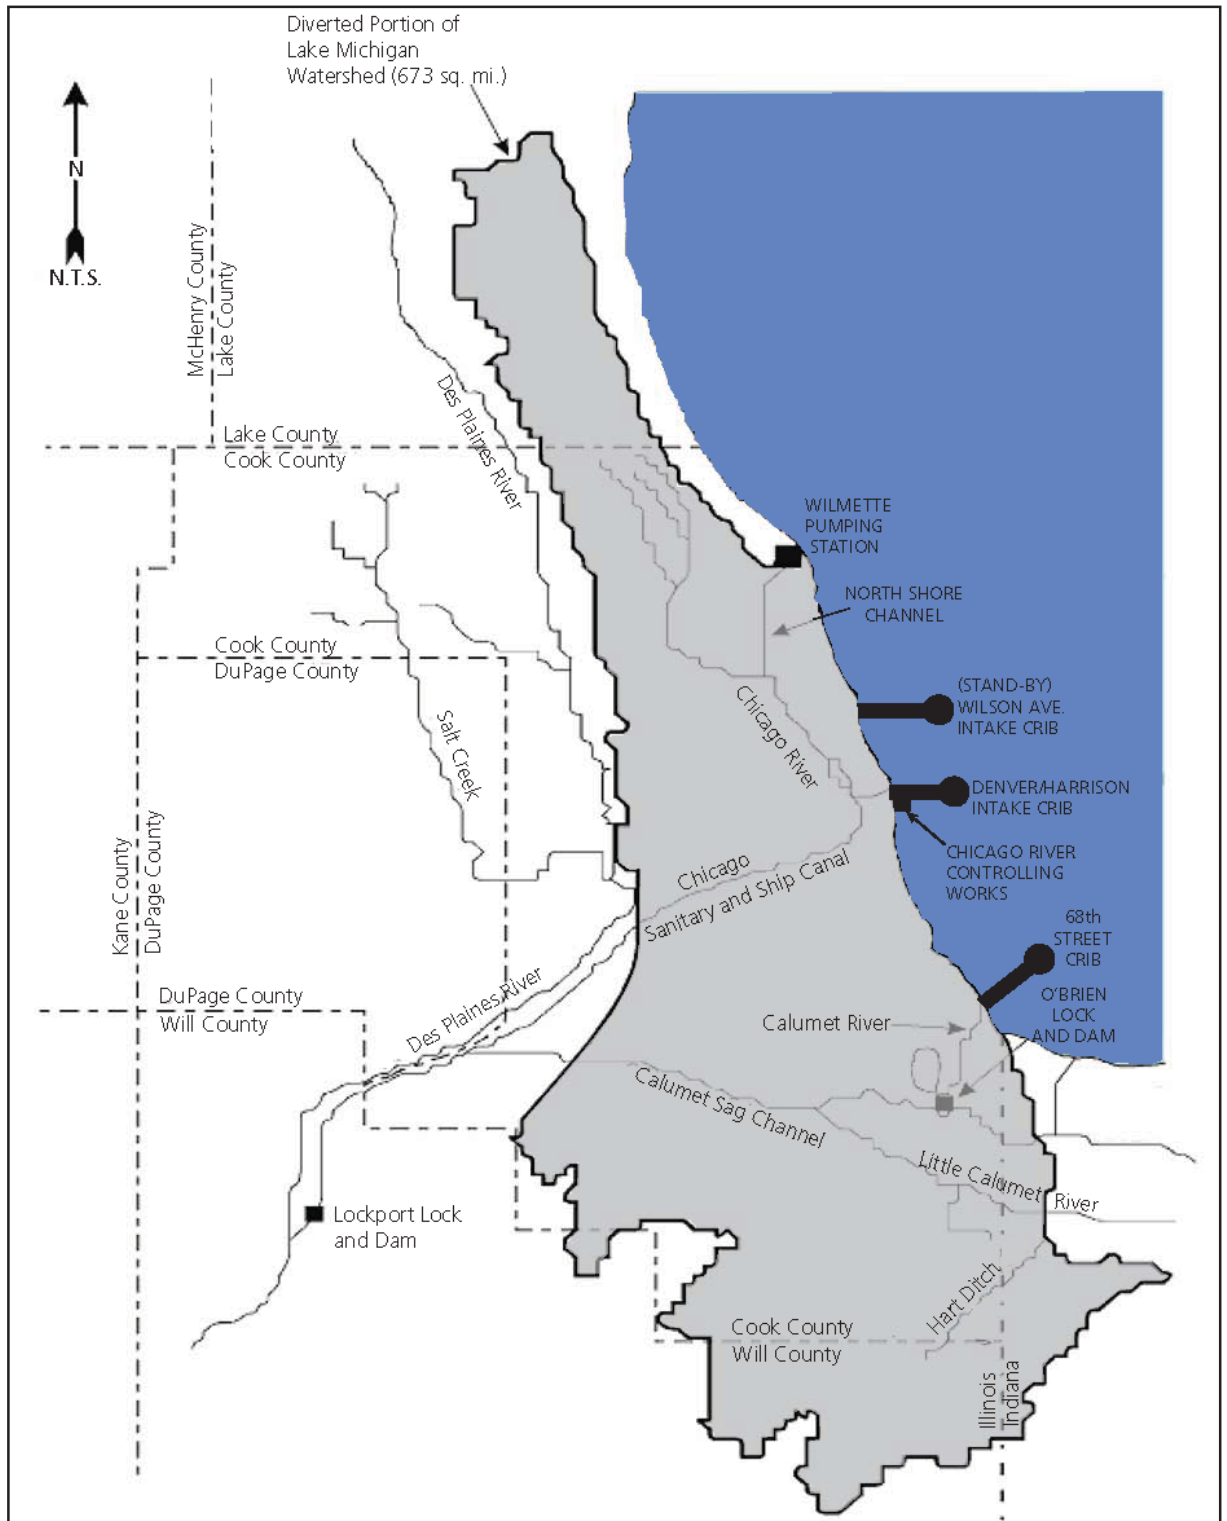 Diverted Portion of
Lake Michigan
Watershed (673 sq. mi.)
N
N.T.S.
McHenry County
Lake County
Des Plaines River
Lake County
Cook County
WILMETTE
PUMPING
STATION
NORTH SHORE
CHANNEL
Cook County
DuPage County
(STAND-BY)
WILSON AVE.
INTAKE CRIB
Chicago River
Salt Creek
DENVER/HARRISON
INTAKE CRIB
CHICAGO RIVER
CONTROLLING
WORKS
Kane County
DuPage County
Chicago
Sanitary and Ship Canal
68th
STREET
CRIB
O'BRIEN
LOCK
AND DAM
DuPage County
Will County
Des Plaines River
Calumet River
Calumet Sag Channel
Little Calumet River
Lockport Lock
and Dam
Hart Ditch
Cook County
Will County
Illinois
Indiana